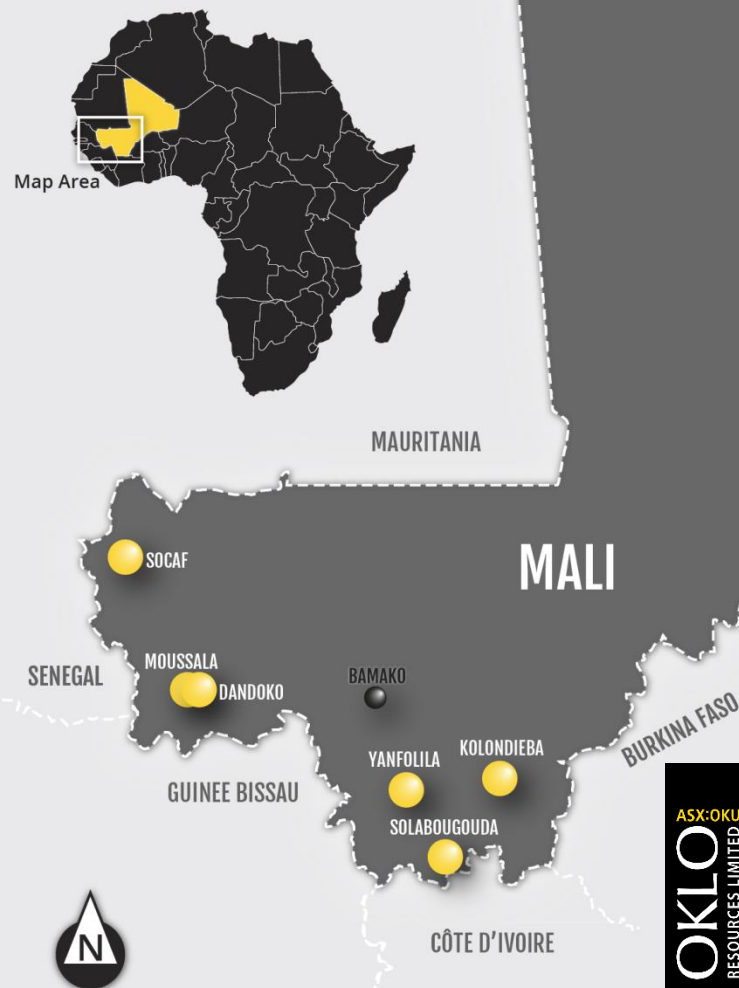 Map Area
MAURITANIA
MALI
SOCAF
SENEGAL
MOUSSALA
DANDOKO
BAMAKO
BURKINA FASO
YANFOLILA
KOLONDIEBA
GUINEE BISSAU
SOLABOUGOUDA
CÔTE D'IVOIRE
N
ASX:OKU
OKLO
RESOURCES LIMITED